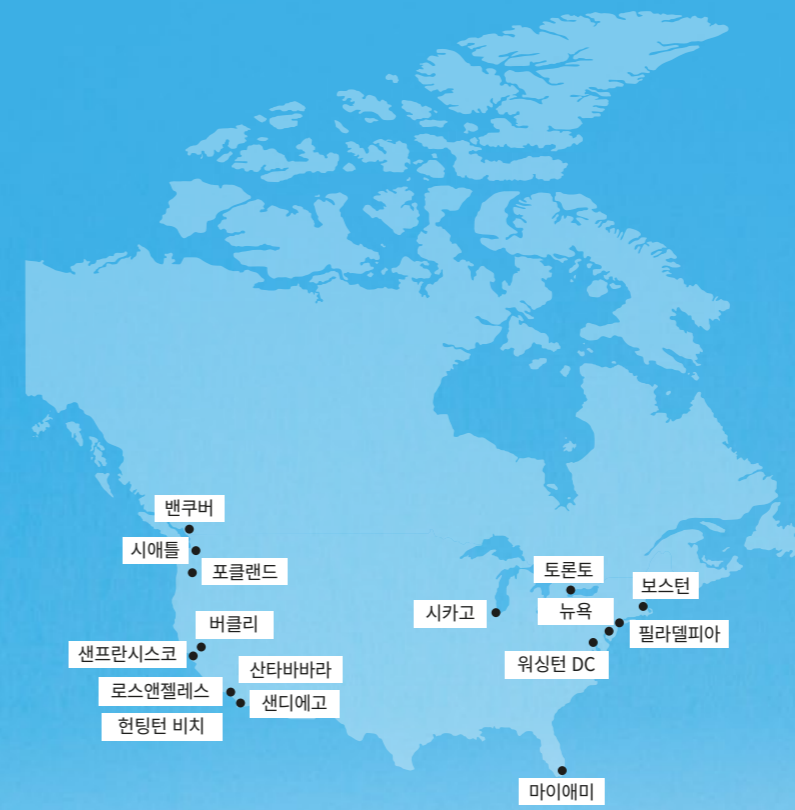 밴쿠버
시애틀
포클랜드
버클리
샌프란시스코
산타바바라
로스앤젤레스
샌디에고
헌팅턴 비치
토론토
보스턴
시카고
뉴욕
필라델피아
워싱턴 DC
마이애미